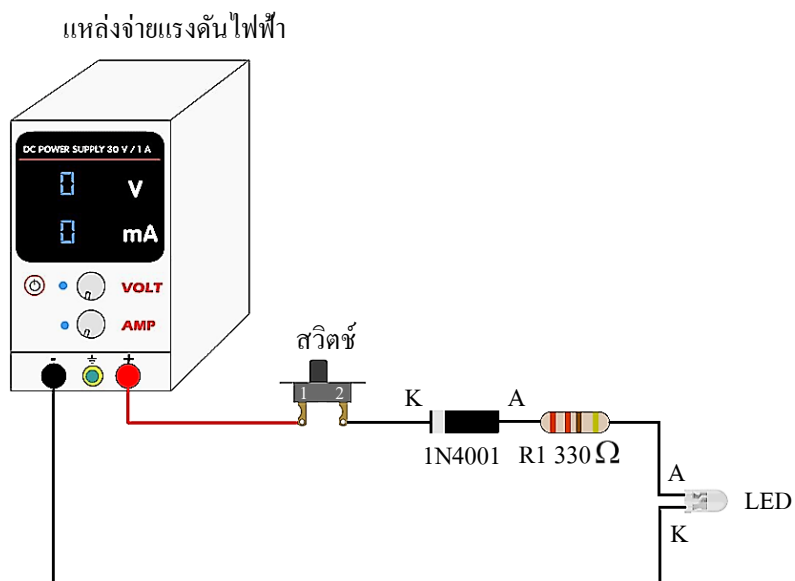 แหล่งจ่ายแรงดันไฟฟ้า
DC POWER SUPPLY 30 V / 1 A
0 V
0 mA
VOLT
AMP
- +
สวิตช์
1 2
K A
1N4001 R1 330 Ω
A
LED
K